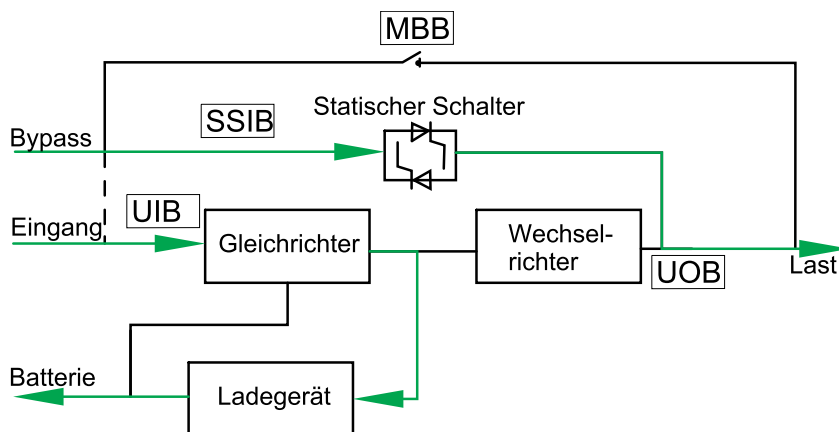 MBB
Statischer Schalter
SSIB
Bypass
UIB
Eingang
Gleichrichter
Wechsel-
richter
UOB
Last
Batterie
Ladegerät